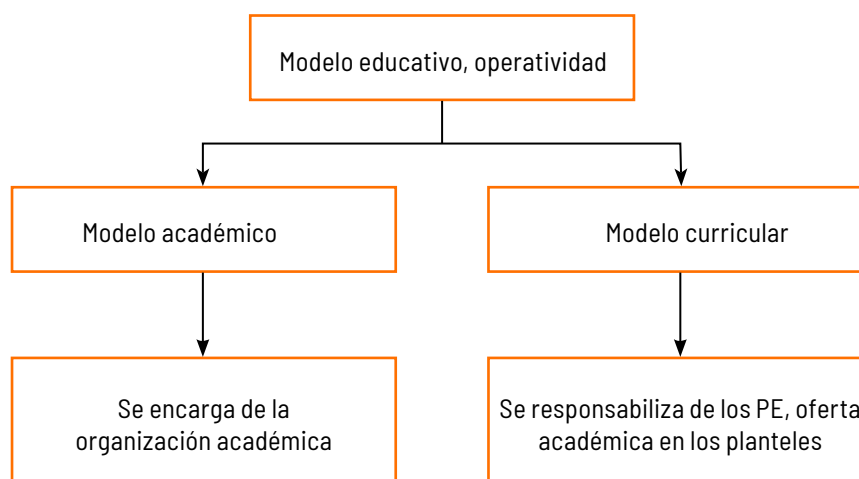 Modelo educativo, operatividad
Modelo académico
Modelo curricular
Se encarga de la
organización académica
Se responsabiliza de los PE, oferta
académica en los planteles